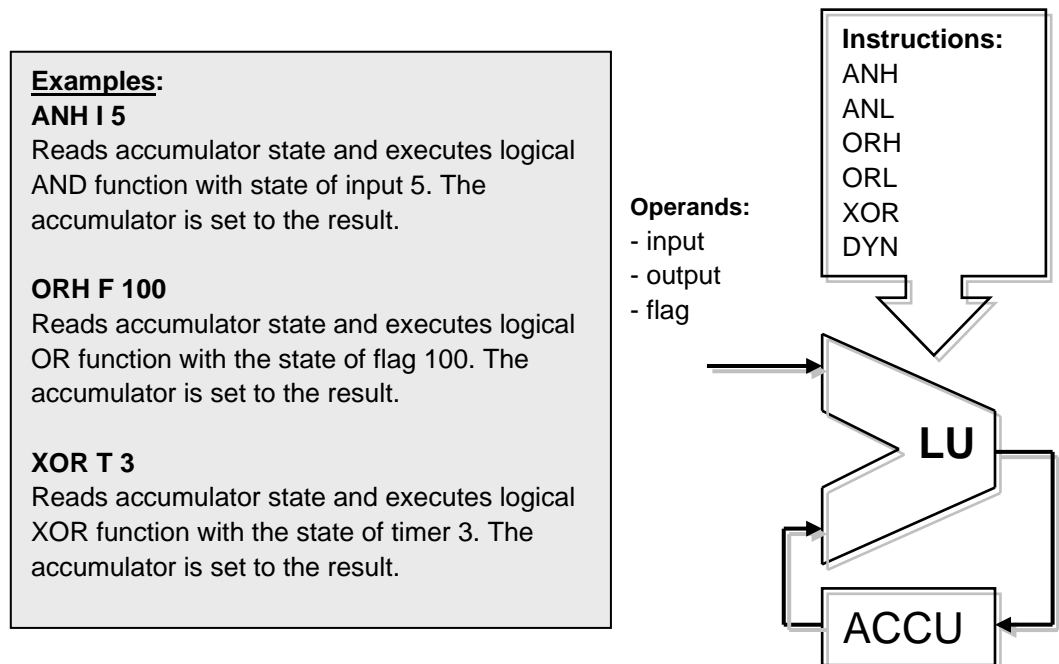 Examples:
ANH I 5
Reads accumulator state and executes logical
AND function with state of input 5. The
accumulator is set to the result.
ORH F 100
Reads accumulator state and executes logical
OR function with the state of flag 100. The
accumulator is set to the result.
XOR T 3
Reads accumulator state and executes logical
XOR function with the state of timer 3. The
accumulator is set to the result.
Operands:
- input
- output
- flag
Instructions:
ANH
ANL
ORH
ORL
XOR
DYN
LU
ACCU